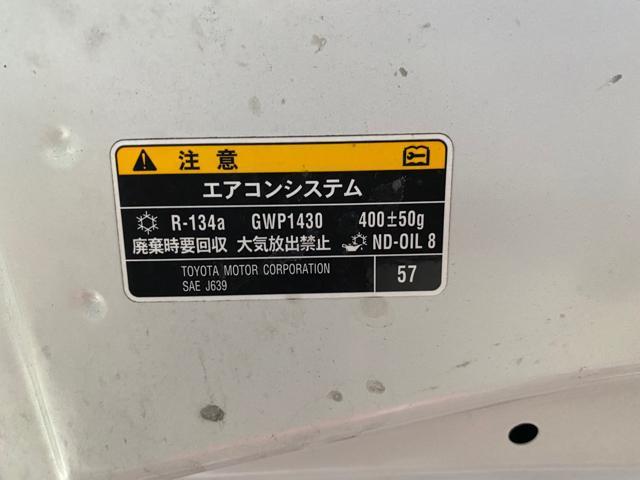 注意
エアコンシステム
R-134a GWP1430 400±50g
廃棄時要回収 大気放出禁止 ND-OIL 8
TOYOTA MOTOR CORPORATION
SAE J639
57